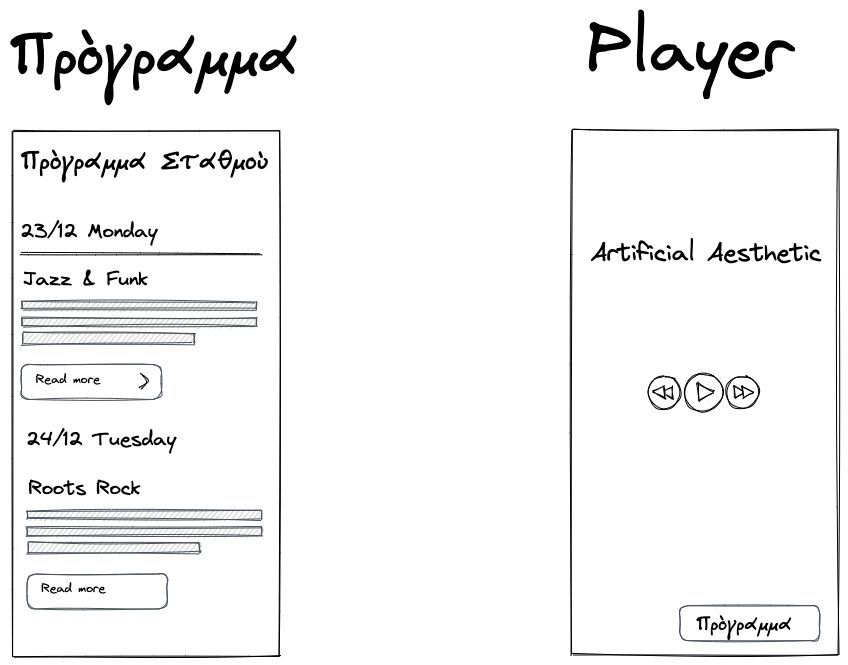 Πρὸγραμμα
Πρὸγραμμα Σταθμοὺ
23/12 Monday
Jazz & Funk
Read more
24/12 Tuesday
Roots Rock
Read more
Player
Artificial Aesthetic
Πρὸγραμμα